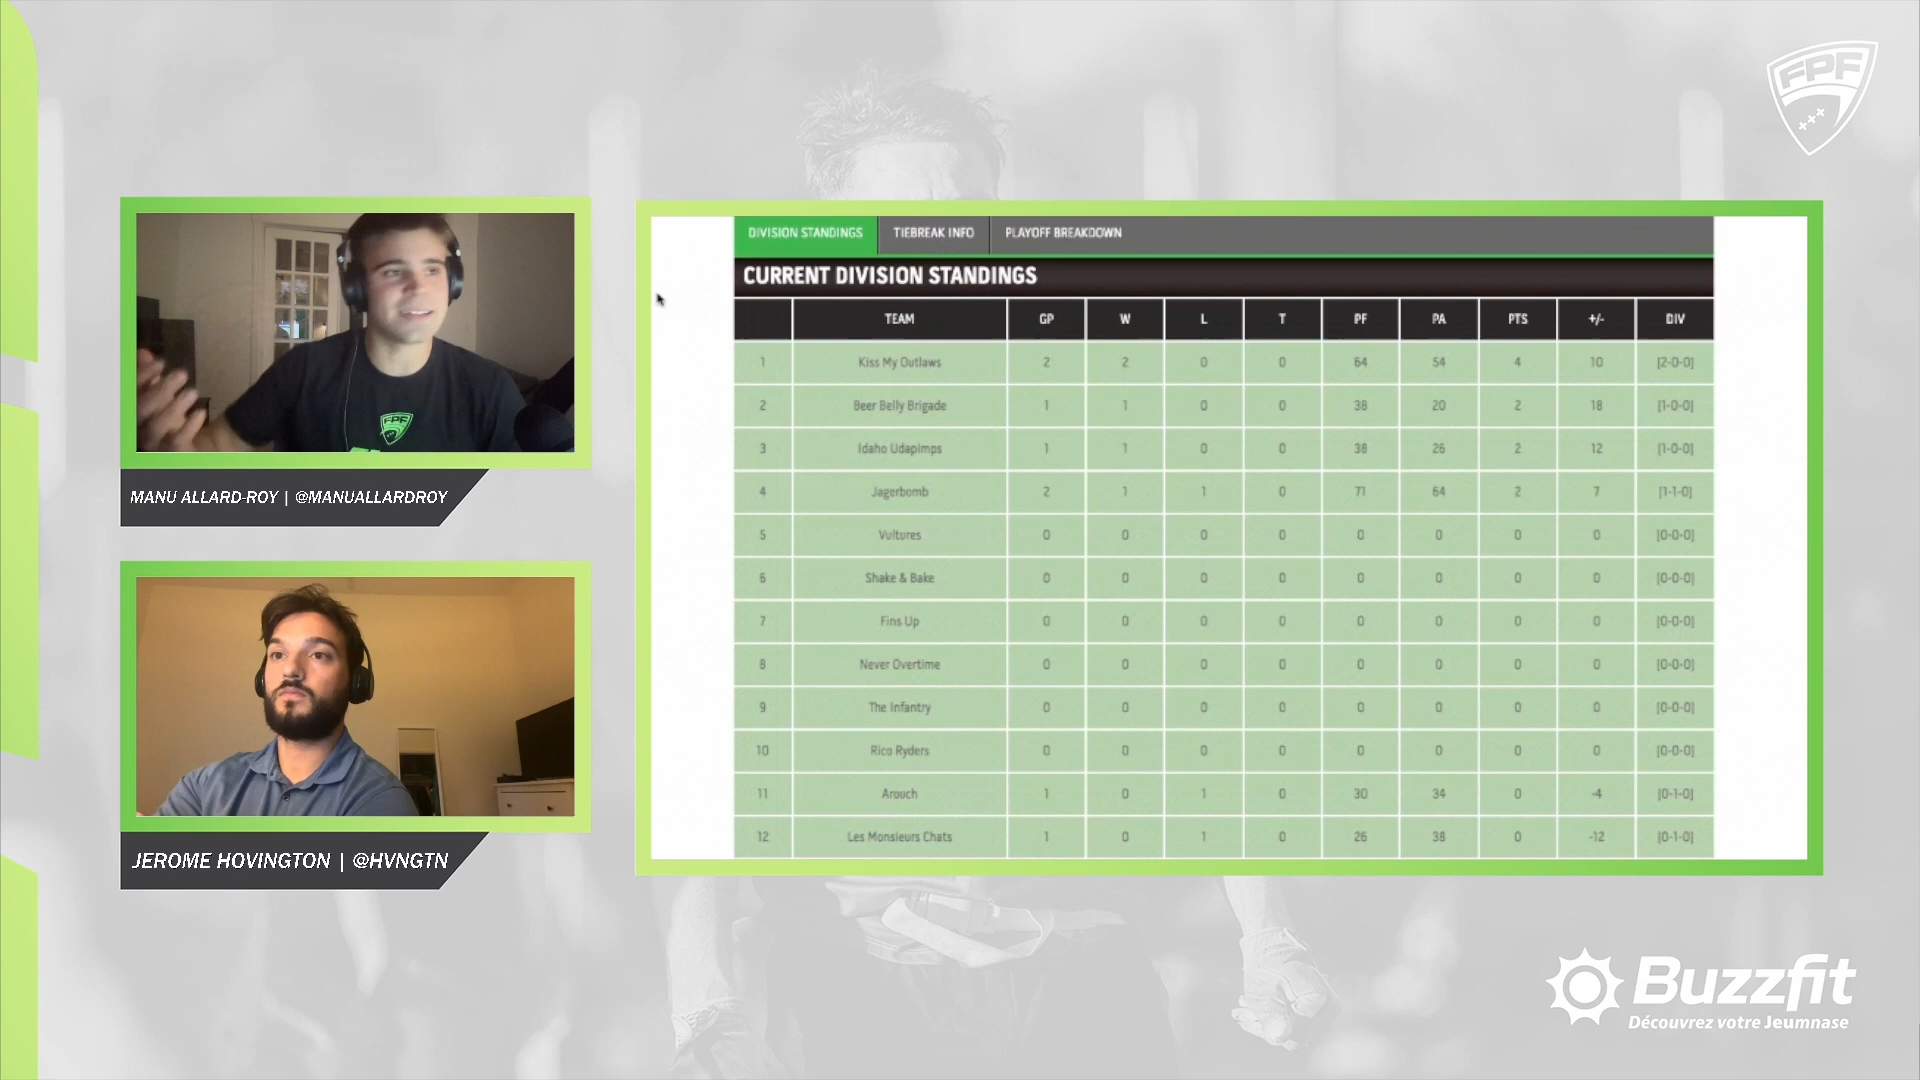 FPF
MANU ALLARD-ROY | @MANUALLARDROY
FPF
JEROME HOVINGTON | @HVNGTN
DIVISION STANDINGS TIEBREAK INFO PLAYOFF BREAKDOWN
CURRENT DIVISION STANDINGS
TEAM GP W L T PF PA PTS +/- DIV
1 Kiss My Outlaws 2 2 0 0 64 54 4 10 [2-0-0]
2 Beer Belly Brigade 1 1 0 0 38 20 2 18 [1-0-0]
3 Idaho Udapimps 1 1 0 0 38 26 2 12 [1-0-0]
4 Jagerbomb 2 1 1 0 71 64 2 7 [1-1-0]
5 Vultures 0 0 0 0 0 0 0 0 [0-0-0]
6 Shake & Bake 0 0 0 0 0 0 0 0 [0-0-0]
7 Fins Up 0 0 0 0 0 0 0 0 [0-0-0]
8 Never Overtime 0 0 0 0 0 0 0 0 [0-0-0]
9 The Infantry 0 0 0 0 0 0 0 0 [0-0-0]
10 Rico Ryders 0 0 0 0 0 0 0 0 [0-0-0]
11 Arouch 1 0 1 0 30 34 0 -4 [0-1-0]
12 Les Monsieurs Chats 1 0 1 0 26 38 0 -12 [0-1-0]
Buzzfit
Découvrez votre Jeumnase